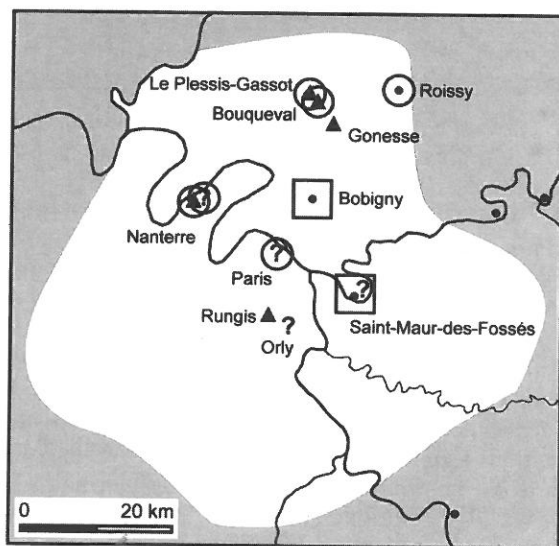 Le Plessis-Gassot
Roissy
Bouqueval
Gonesse
?
Bobigny
Nanterre
?
Paris
?
Rungis
?
Saint-Maur-des-Fossés
Orly
0 20 km